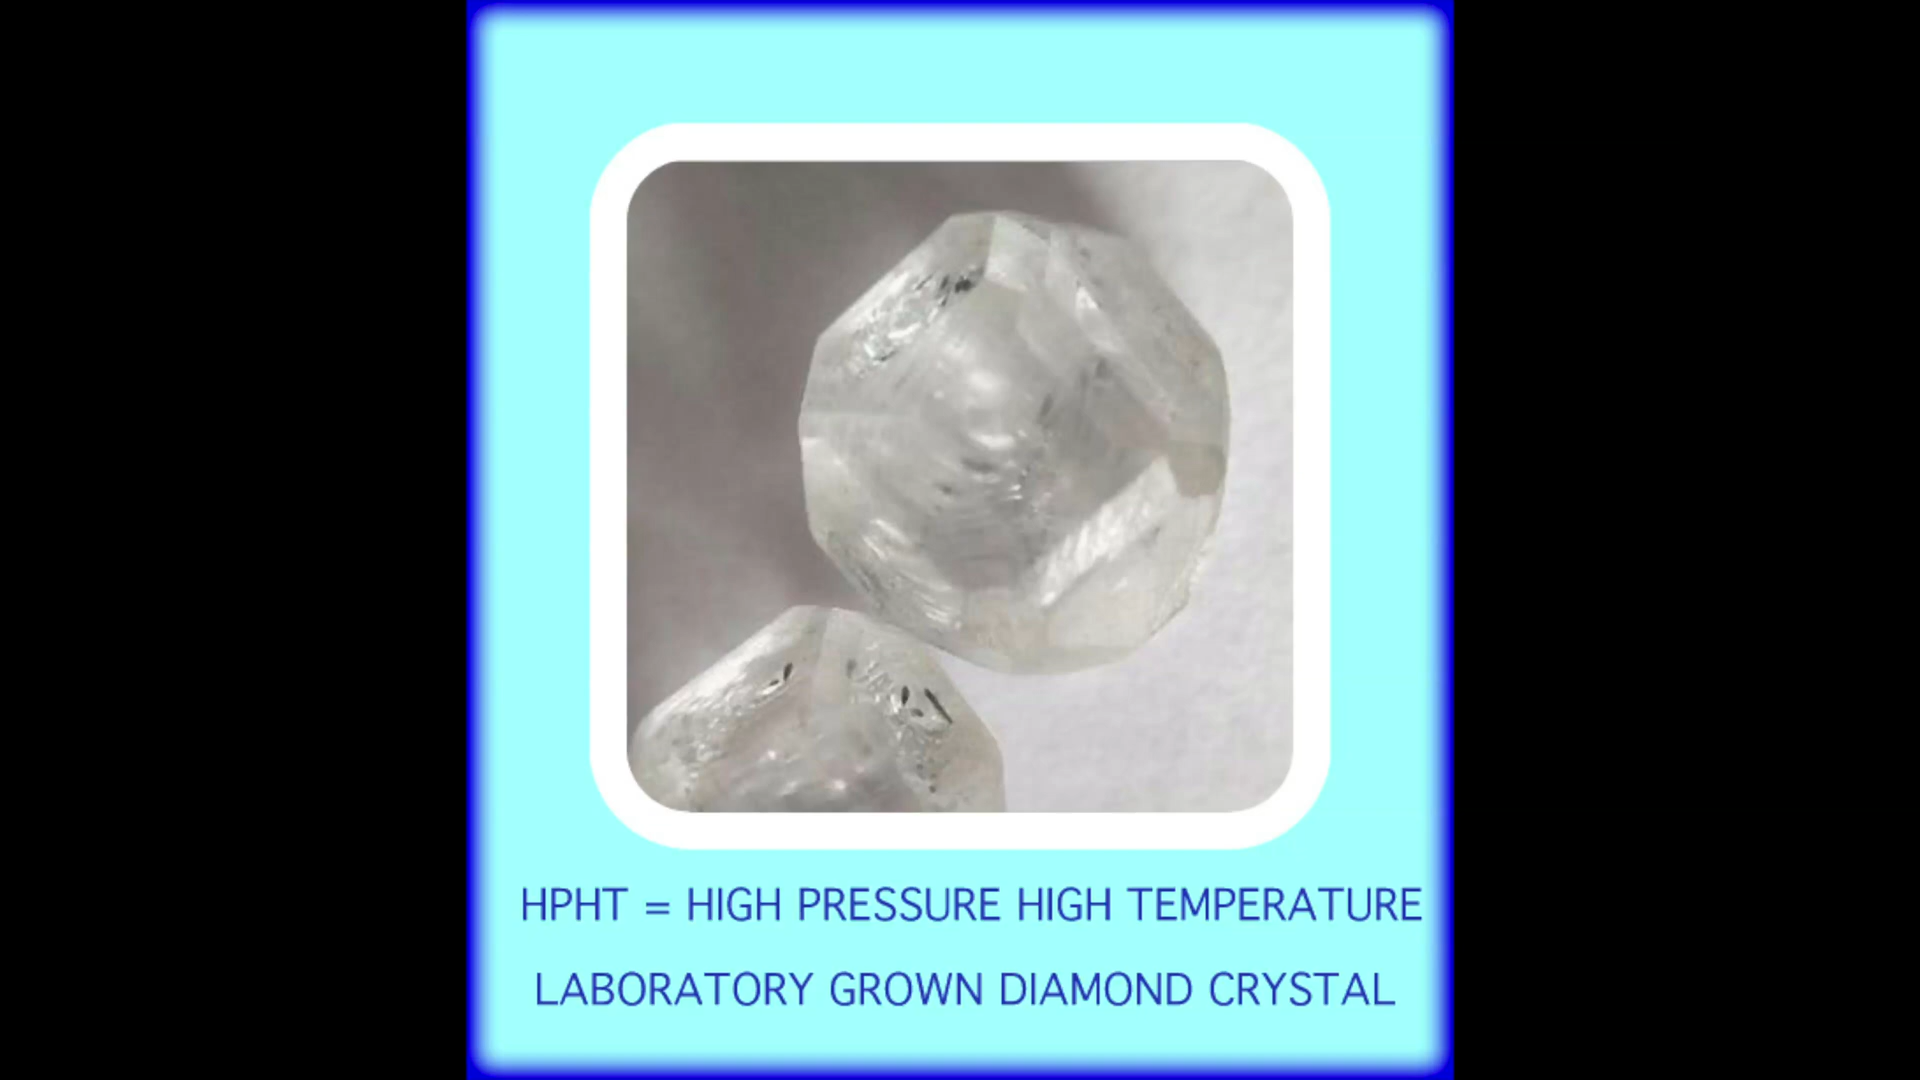 HPHT = HIGH PRESSURE HIGH TEMPERATURE
LABORATORY GROWN DIAMOND CRYSTAL